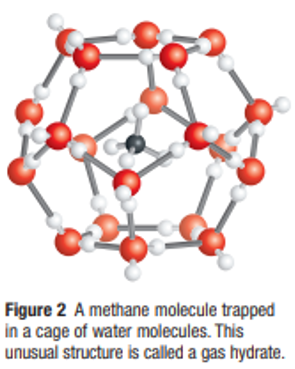 Figure 2 A methane molecule trapped
in a cage of water molecules. This
unusual structure is called a gas hydrate.